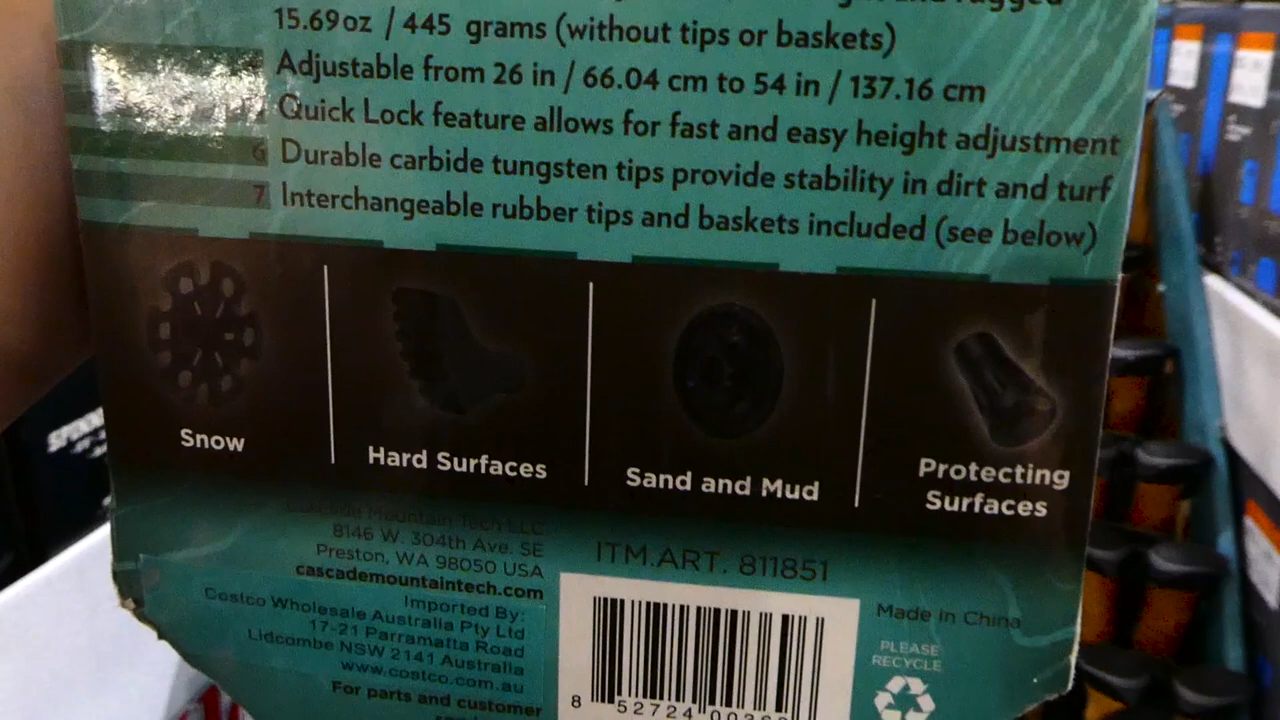 rugged
15.69oz / 445 grams (without tips or baskets)
Adjustable from 26 in / 66.04 cm to 54 in / 137.16 cm
Quick Lock feature allows for fast and easy height adjustment
6 Durable carbide tungsten tips provide stability in dirt and turf
7 Interchangeable rubber tips and baskets included (see below)
Snow
Hard Surfaces
Sand and Mud
Protecting
Surfaces
Mountain Tech LLC
8146 W. 304th Ave. SE
Preston, WA 98050 USA
cascademountaintech.com
Imported By:
Costco Wholesale Australia Pty Ltd
17-21 Parramatta Road
Lidcombe NSW 2141 Australia
www.costco.com.au
For parts and customer
ITM.ART. 811851
8 52724 00
Made in China
PLEASE
RECYCLE